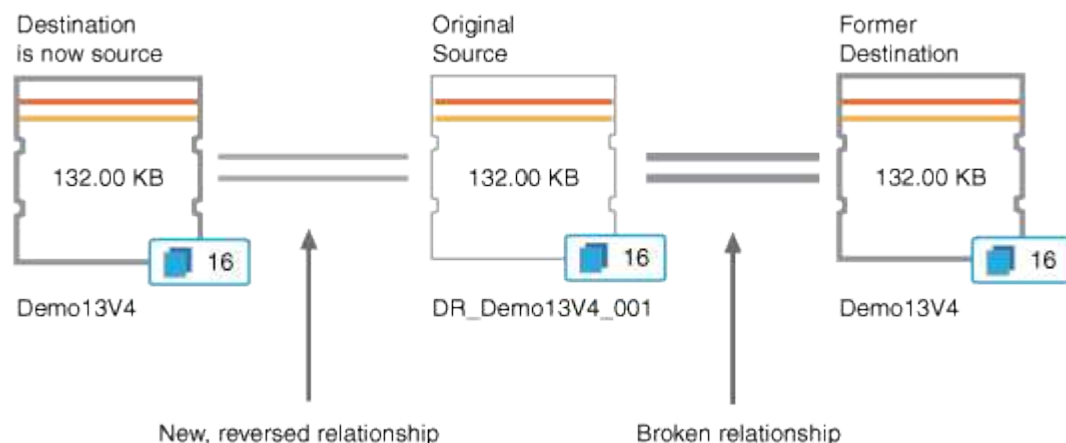 Destination
is now source
Original
Source
Former
Destination
132.00 KB
132.00 KB
132.00 KB
16
16
16
Demo13V4
DR_Demo13V4_001
Demo13V4
New, reversed relationship
Broken relationship